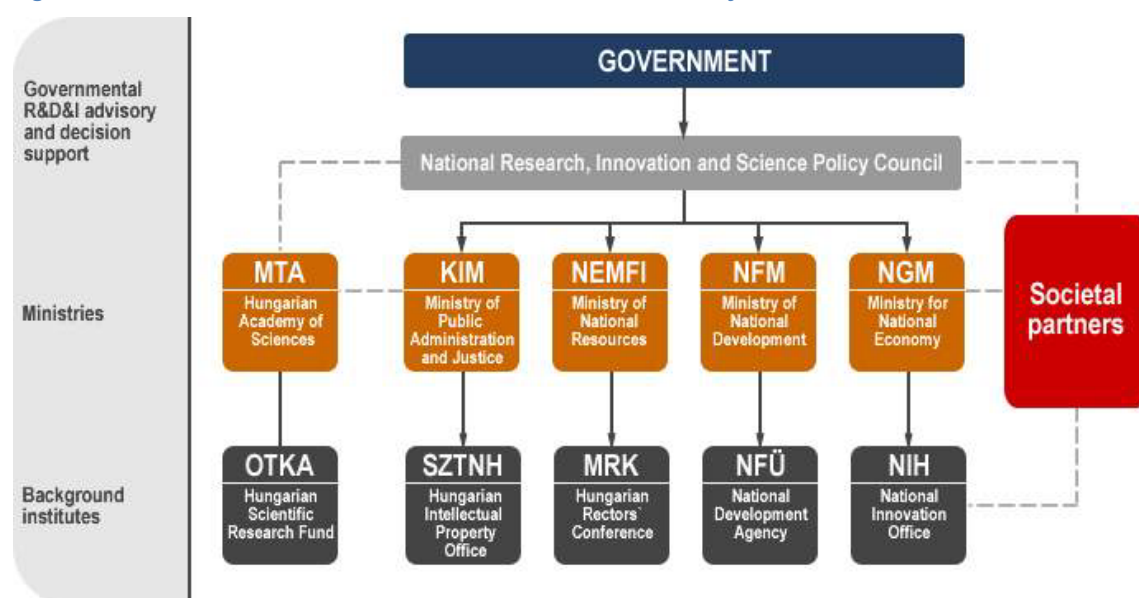 GOVERNMENT
Governmental
R&D&I advisory
and decision
support
National Research, Innovation and Science Policy Council
Ministries
MTA
Hungarian
Academy of
Sciences
KIM
Ministry of
Public
Administration
and Justice
NEMFI
Ministry of
National
Resources
NFM
Ministry of
National
Development
NGM
Ministry for
National
Economy
Societal
partners
Background
institutes
OTKA
Hungarian
Scientific
Research Fund
SZTNH
Hungarian
Intellectual
Property
Office
MRK
Hungarian
Rectors`
Conference
NFÜ
National
Development
Agency
NIH
National
Innovation
Office